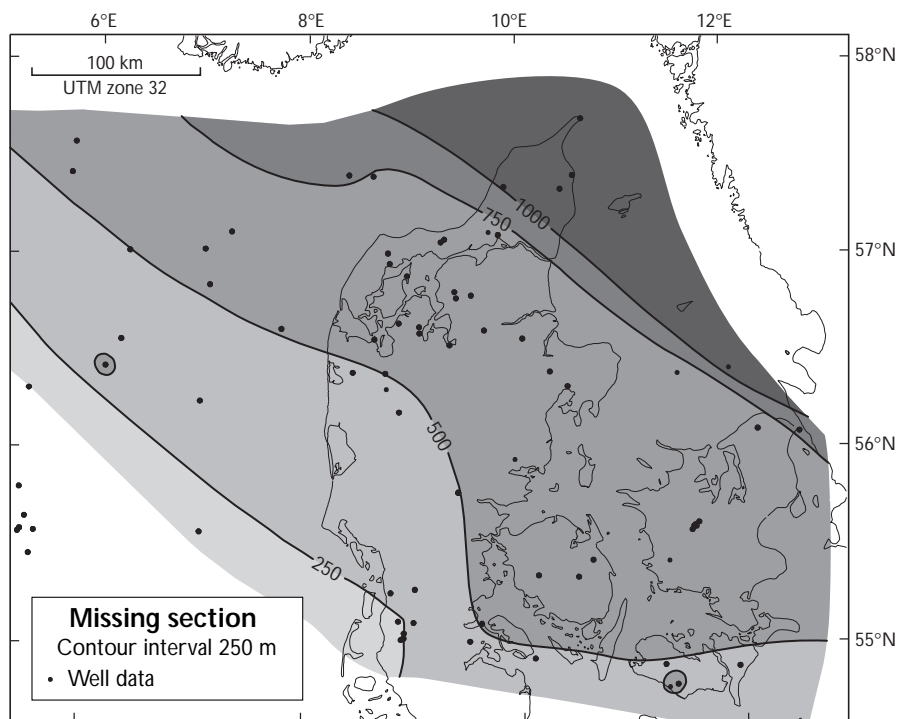 6°E 8°E 10°E 12°E
58°N
100 km
UTM zone 32
1000
750
57°N
500
56°N
250
Missing section
Contour interval 250 m
• Well data
55°N